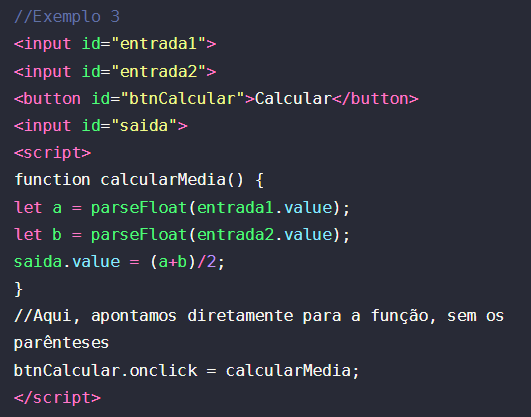 //Exemplo 3
<input id="entrada1">
<input id="entrada2">
<button id="btnCalcular">Calcular</button>
<input id="saida">
<script>
function calcularMedia() {
let a = parseFloat(entrada1.value);
let b = parseFloat(entrada2.value);
saida.value = (a+b)/2;
}
//Aqui, apontamos diretamente para a função, sem os
parênteses
btnCalcular.onclick = calcularMedia;
</script>